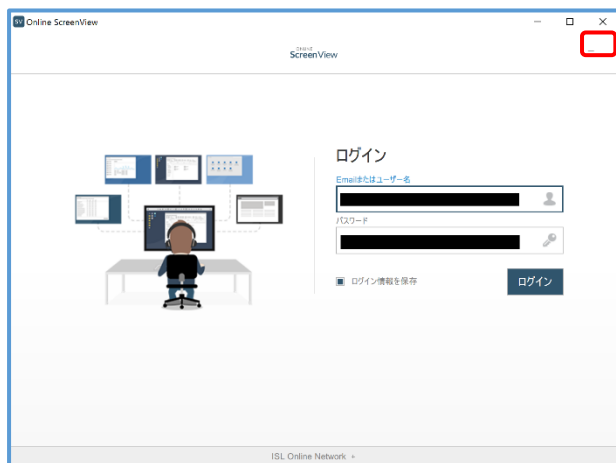 SV Online ScreenView
ONLINE
ScreenView
ログイン
Emailまたはユーザー名
パスワード
ログイン情報を保存
ログイン
ISL Online Network +